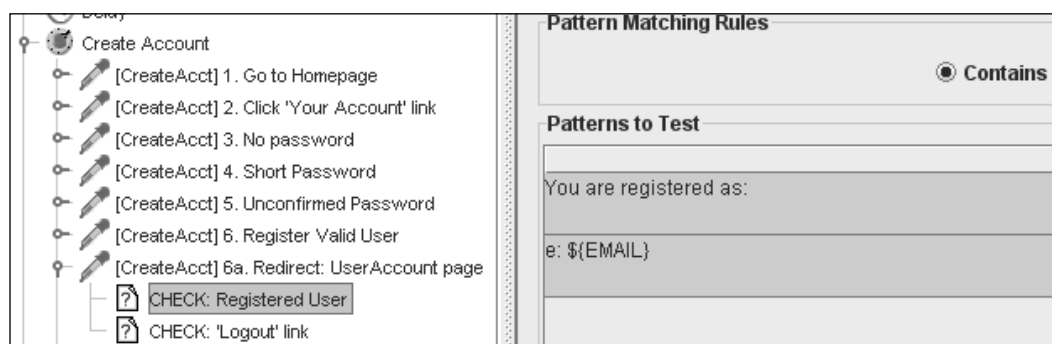 Delay
Create Account
[CreateAcct] 1. Go to Homepage
[CreateAcct] 2. Click 'Your Account' link
[CreateAcct] 3. No password
[CreateAcct] 4. Short Password
[CreateAcct] 5. Unconfirmed Password
[CreateAcct] 6. Register Valid User
[CreateAcct] 6a. Redirect: UserAccount page
CHECK: Registered User
CHECK: 'Logout' link
Pattern Matching Rules
Contains
Patterns to Test
You are registered as:
e: ${EMAIL}